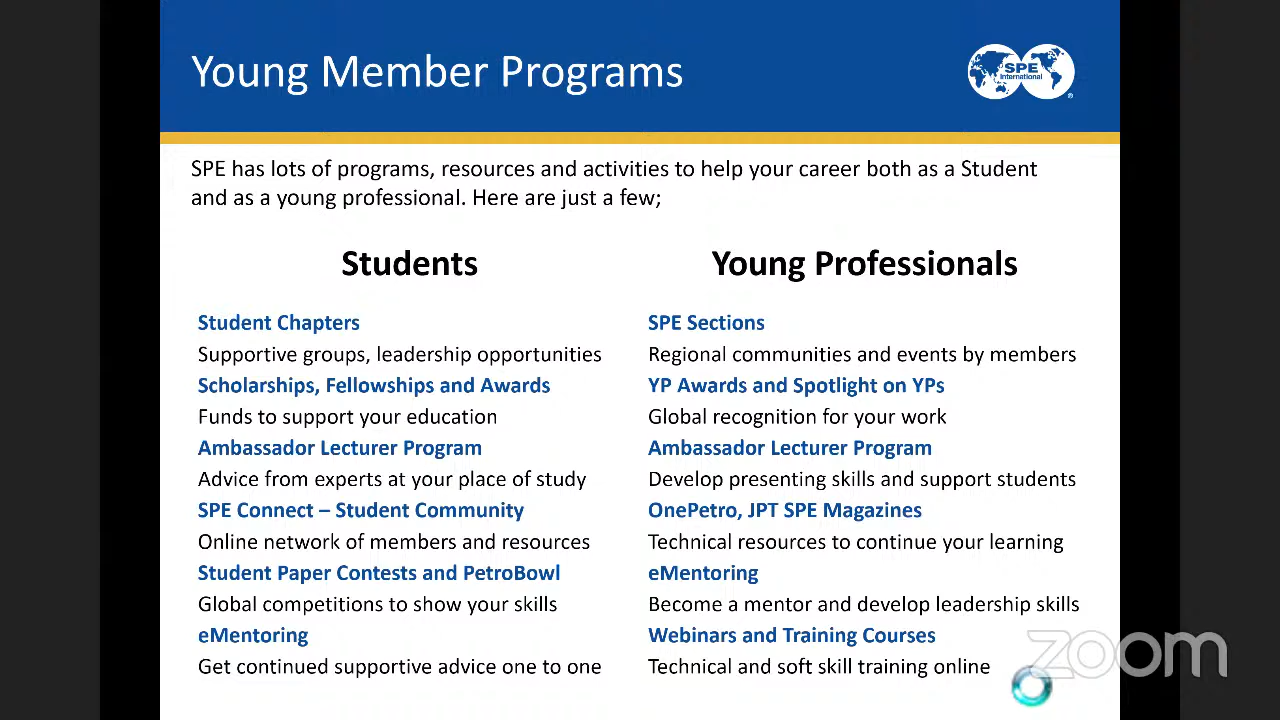 Young Member Programs
SPE
International
®
SPE has lots of programs, resources and activities to help your career both as a Student
and as a young professional. Here are just a few;
Students
Student Chapters
Supportive groups, leadership opportunities
Scholarships, Fellowships and Awards
Funds to support your education
Ambassador Lecturer Program
Advice from experts at your place of study
SPE Connect – Student Community
Online network of members and resources
Student Paper Contests and PetroBowl
Global competitions to show your skills
eMentoring
Get continued supportive advice one to one
Young Professionals
SPE Sections
Regional communities and events by members
YP Awards and Spotlight on YPs
Global recognition for your work
Ambassador Lecturer Program
Develop presenting skills and support students
OnePetro, JPT SPE Magazines
Technical resources to continue your learning
eMentoring
Become a mentor and develop leadership skills
Webinars and Training Courses
Technical and soft skill training online
zoom